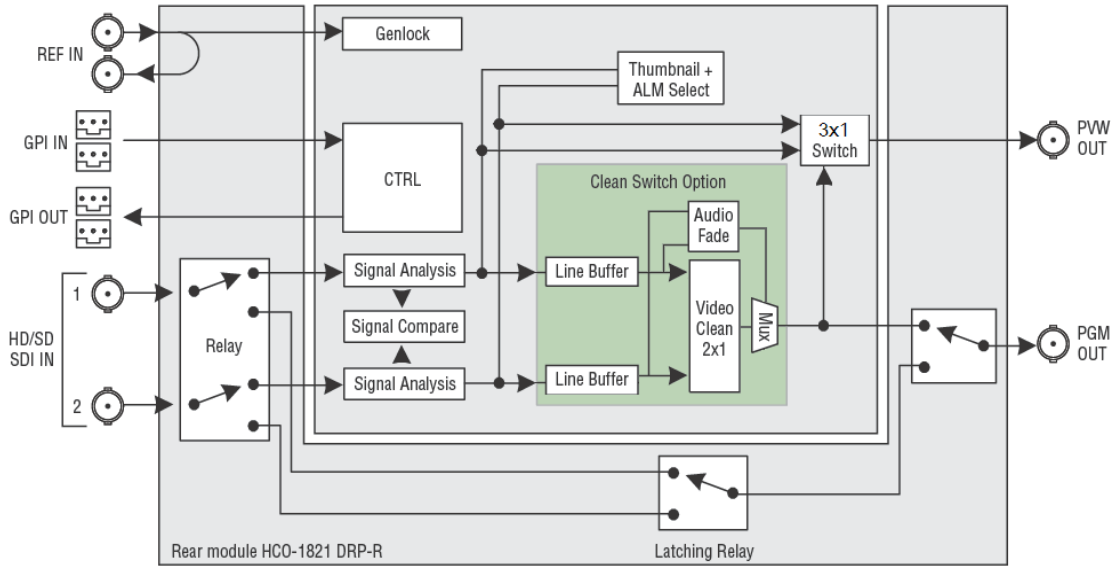 REF IN
Genlock
Thumbnail +
ALM Select
GPI IN
CTRL
3x1
Switch
PVW
OUT
GPI OUT
Clean Switch Option
Audio
Fade
Signal Analysis
Line Buffer
1
HD/SD
SDI IN
2
Relay
Signal Compare
Video
Clean
2x1
Mux
PGM
OUT
Signal Analysis
Line Buffer
Rear module HCO-1821 DRP-R
Latching Relay